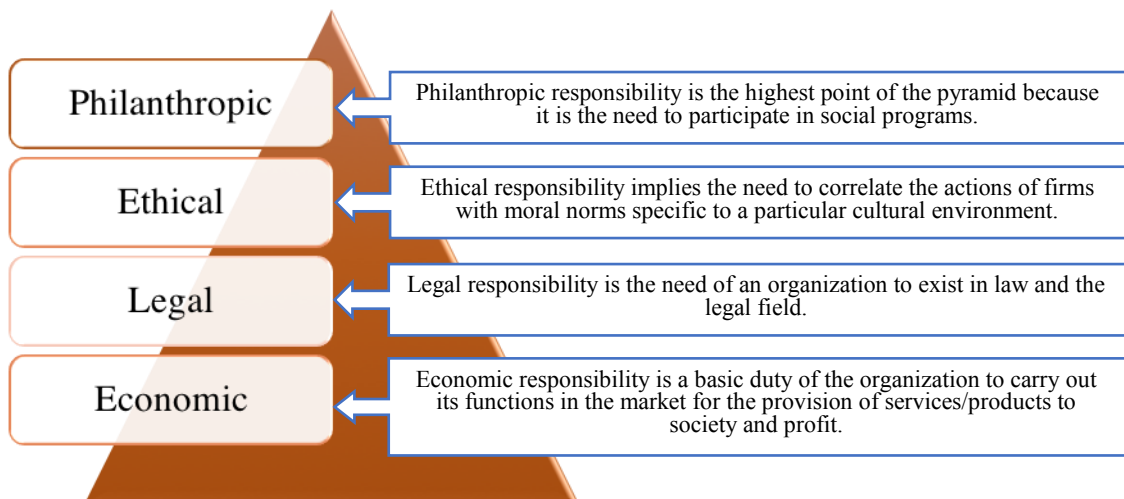 Philanthropic
Philanthropic responsibility is the highest point of the pyramid because
it is the need to participate in social programs.
Ethical
Ethical responsibility implies the need to correlate the actions of firms
with moral norms specific to a particular cultural environment.
Legal
Legal responsibility is the need of an organization to exist in law and the
legal field.
Economic
Economic responsibility is a basic duty of the organization to carry out
its functions in the market for the provision of services/products to
society and profit.